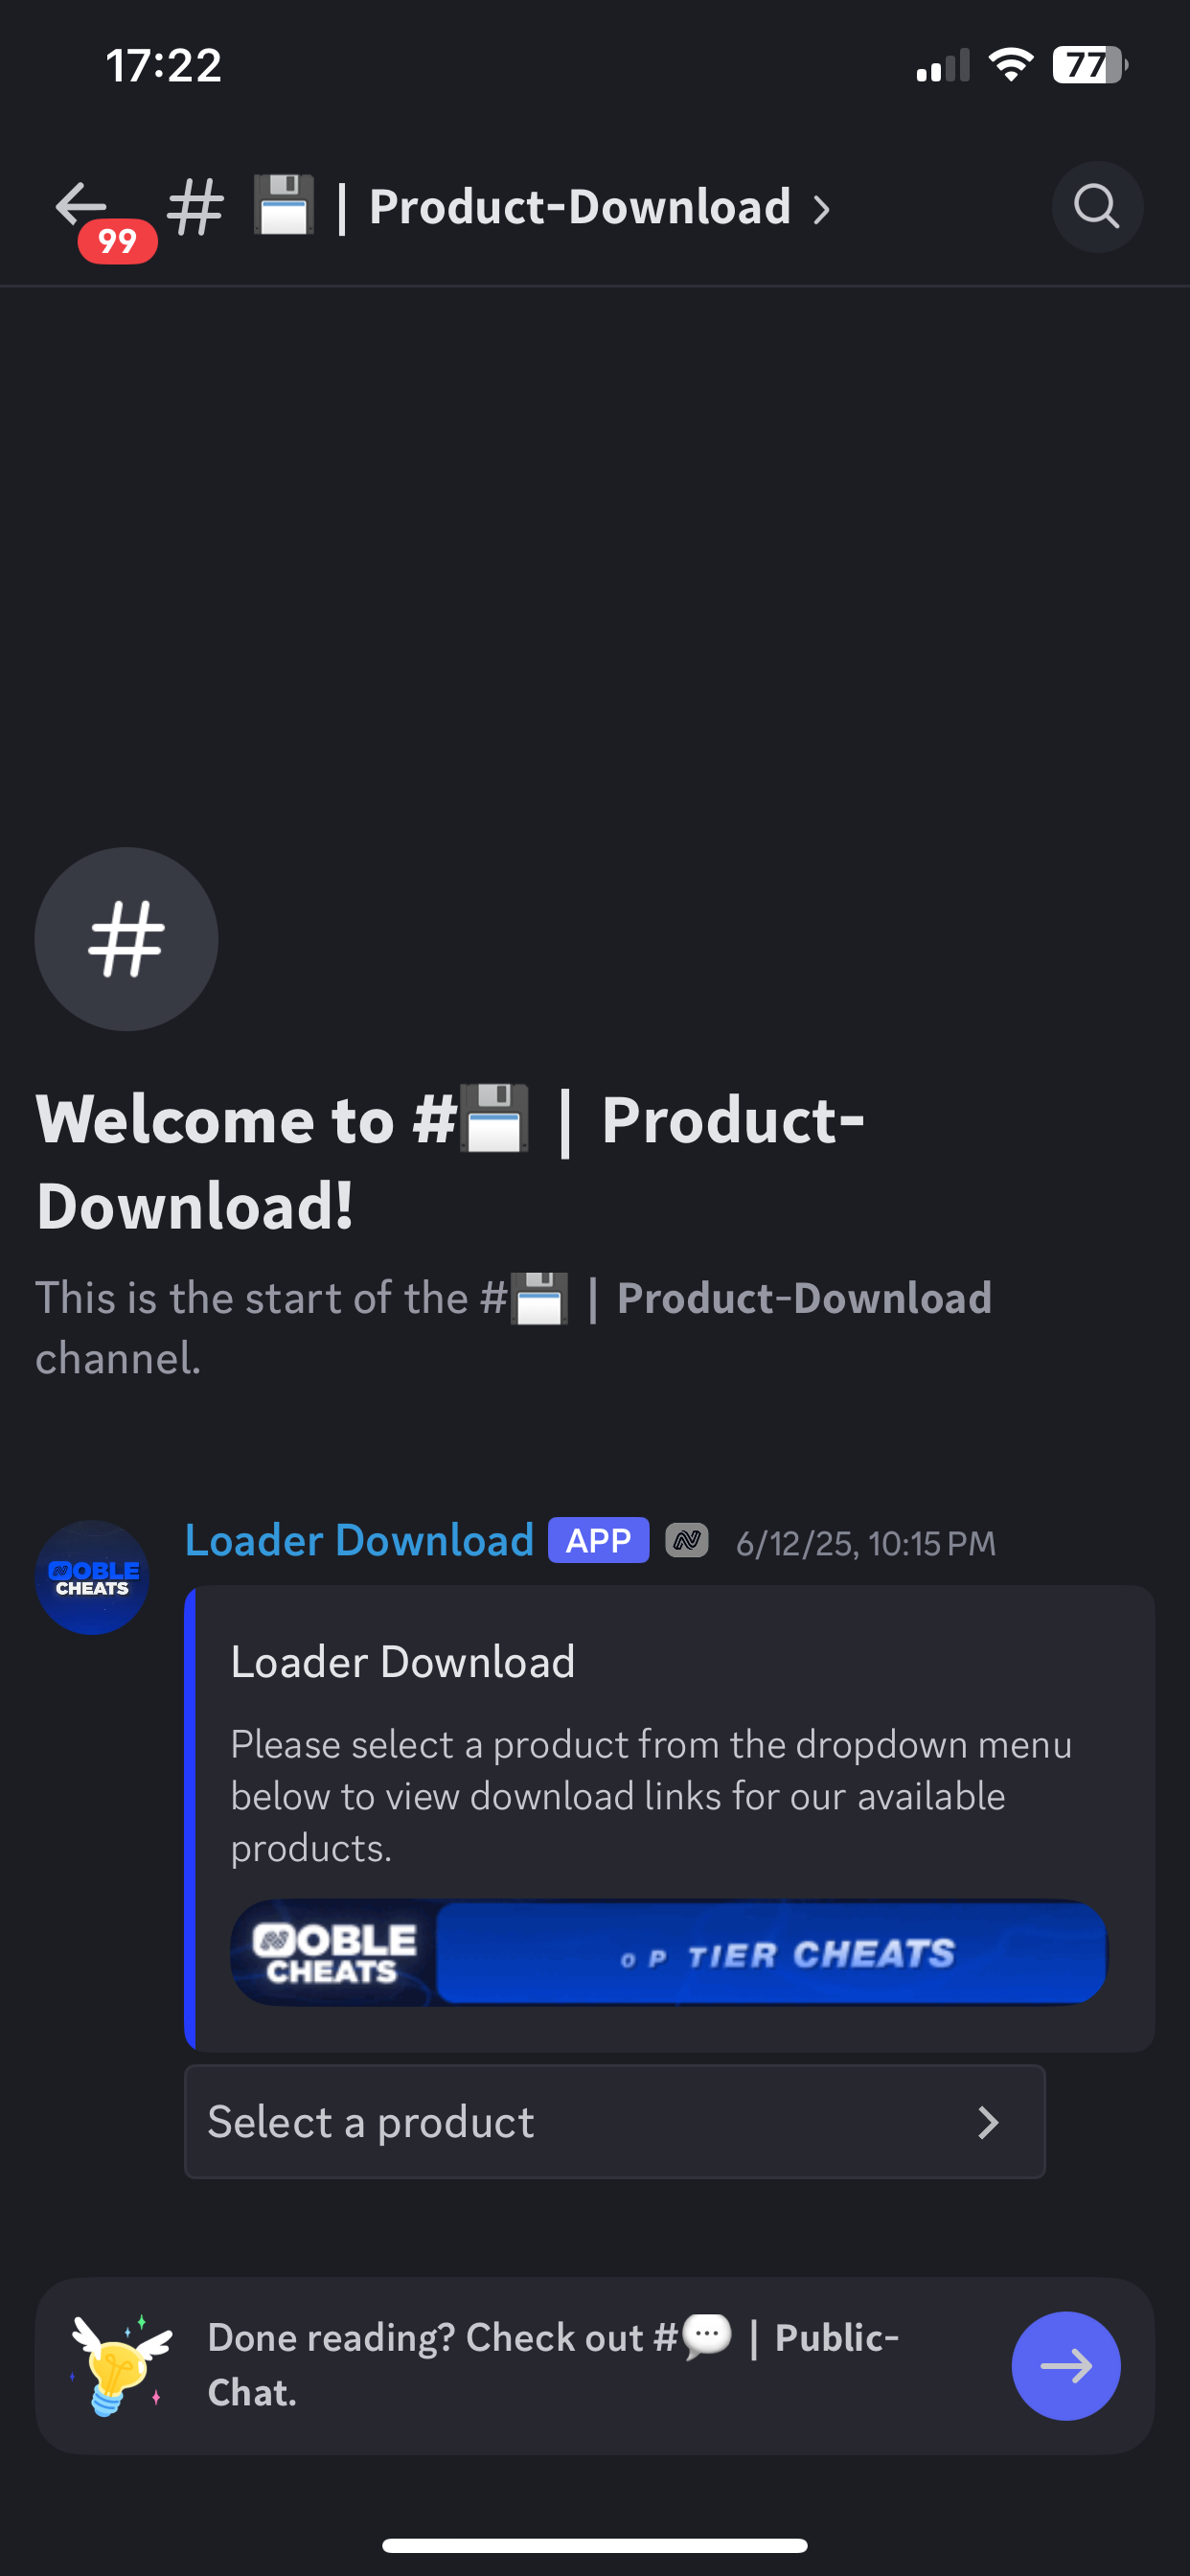 17:22
77
99
# 💾 | Product-Download
#
Welcome to #💾 | Product-
Download!
This is the start of the #💾 | Product-Download
channel.
NOBLE
CHEATS
Loader Download APP 6/12/25, 10:15 PM
Loader Download
Please select a product from the dropdown menu
below to view download links for our available
products.
NOBLE
CHEATS
OP TIER CHEATS
Select a product
Done reading? Check out #💬 | Public-
Chat.